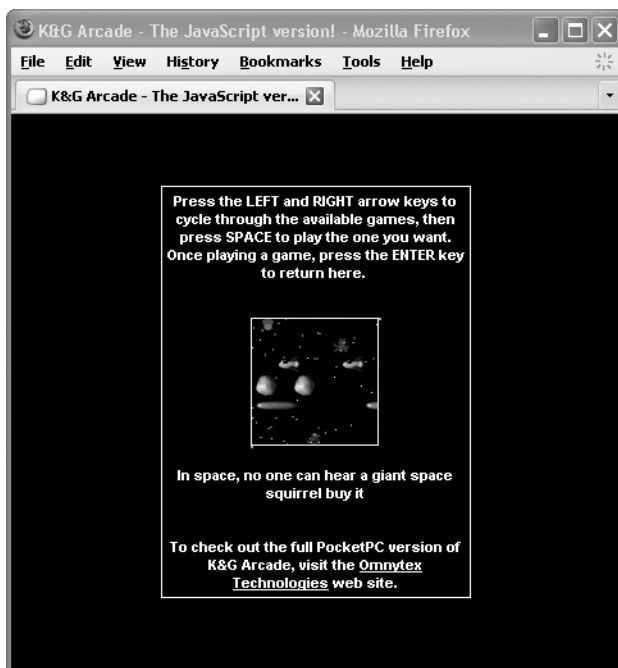 K&G Arcade - The JavaScript version! - Mozilla Firefox
File Edit View History Bookmarks Tools Help
K&G Arcade - The JavaScript ver...
Press the LEFT and RIGHT arrow keys to
cycle through the available games, then
press SPACE to play the one you want.
Once playing a game, press the ENTER key
to return here.
In space, no one can hear a giant space
squirrel buy it
To check out the full PocketPC version of
K&G Arcade, visit the Omnytex
Technologies web site.